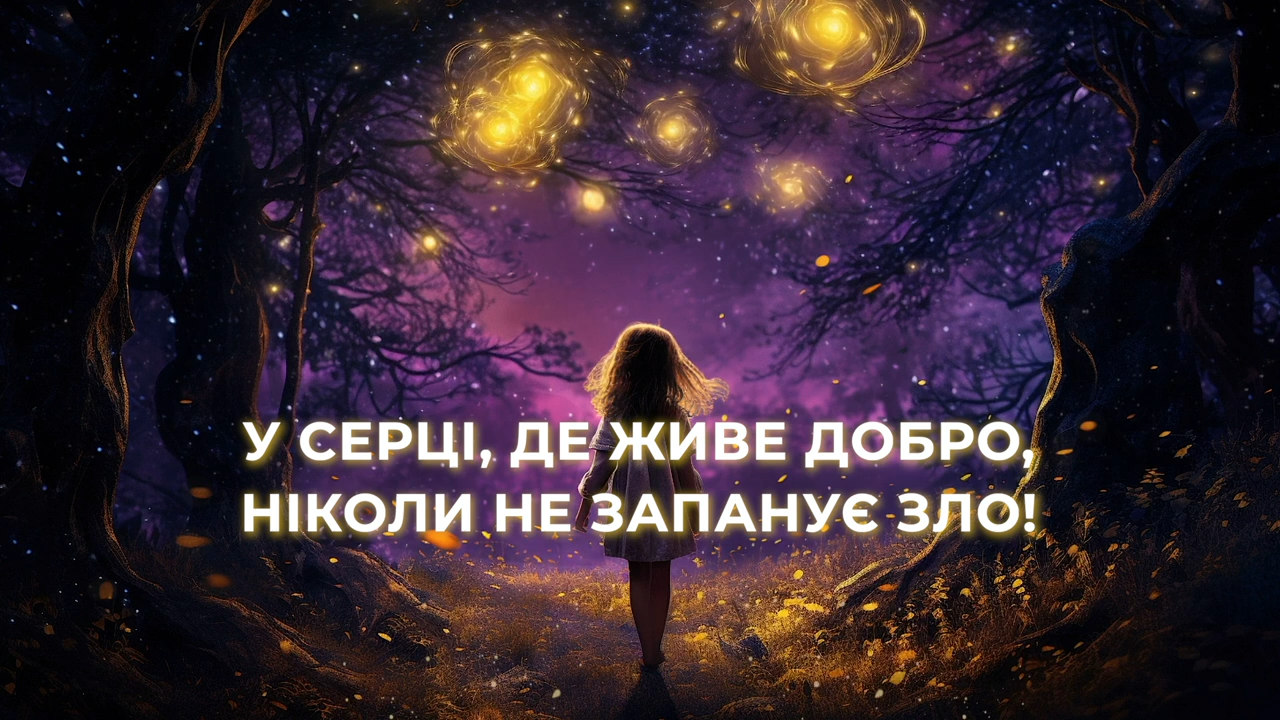 У СЕРЦІ, ДЕ ЖИВЕ ДОБРО,
НІКОЛИ НЕ ЗАПАНУЄ ЗЛО!